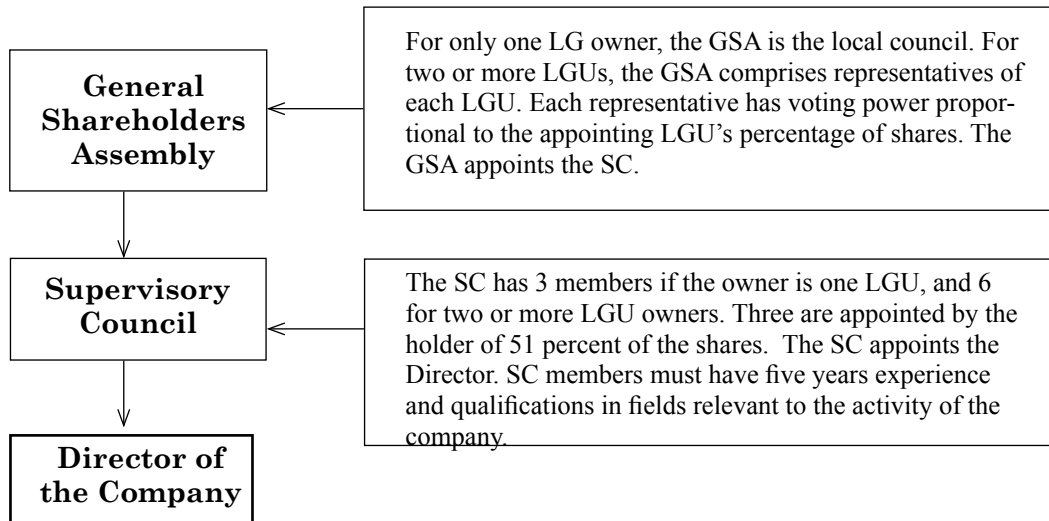 General
Shareholders
Assembly
For only one LG owner, the GSA is the local council. For
two or more LGUs, the GSA comprises representatives of
each LGU. Each representative has voting power propor-
tional to the appointing LGU’s percentage of shares. The
GSA appoints the SC.
Supervisory
Council
The SC has 3 members if the owner is one LGU, and 6
for two or more LGU owners. Three are appointed by the
holder of 51 percent of the shares.  The SC appoints the
Director. SC members must have five years experience
and qualifications in fields relevant to the activity of the
company.
Director of
the Company